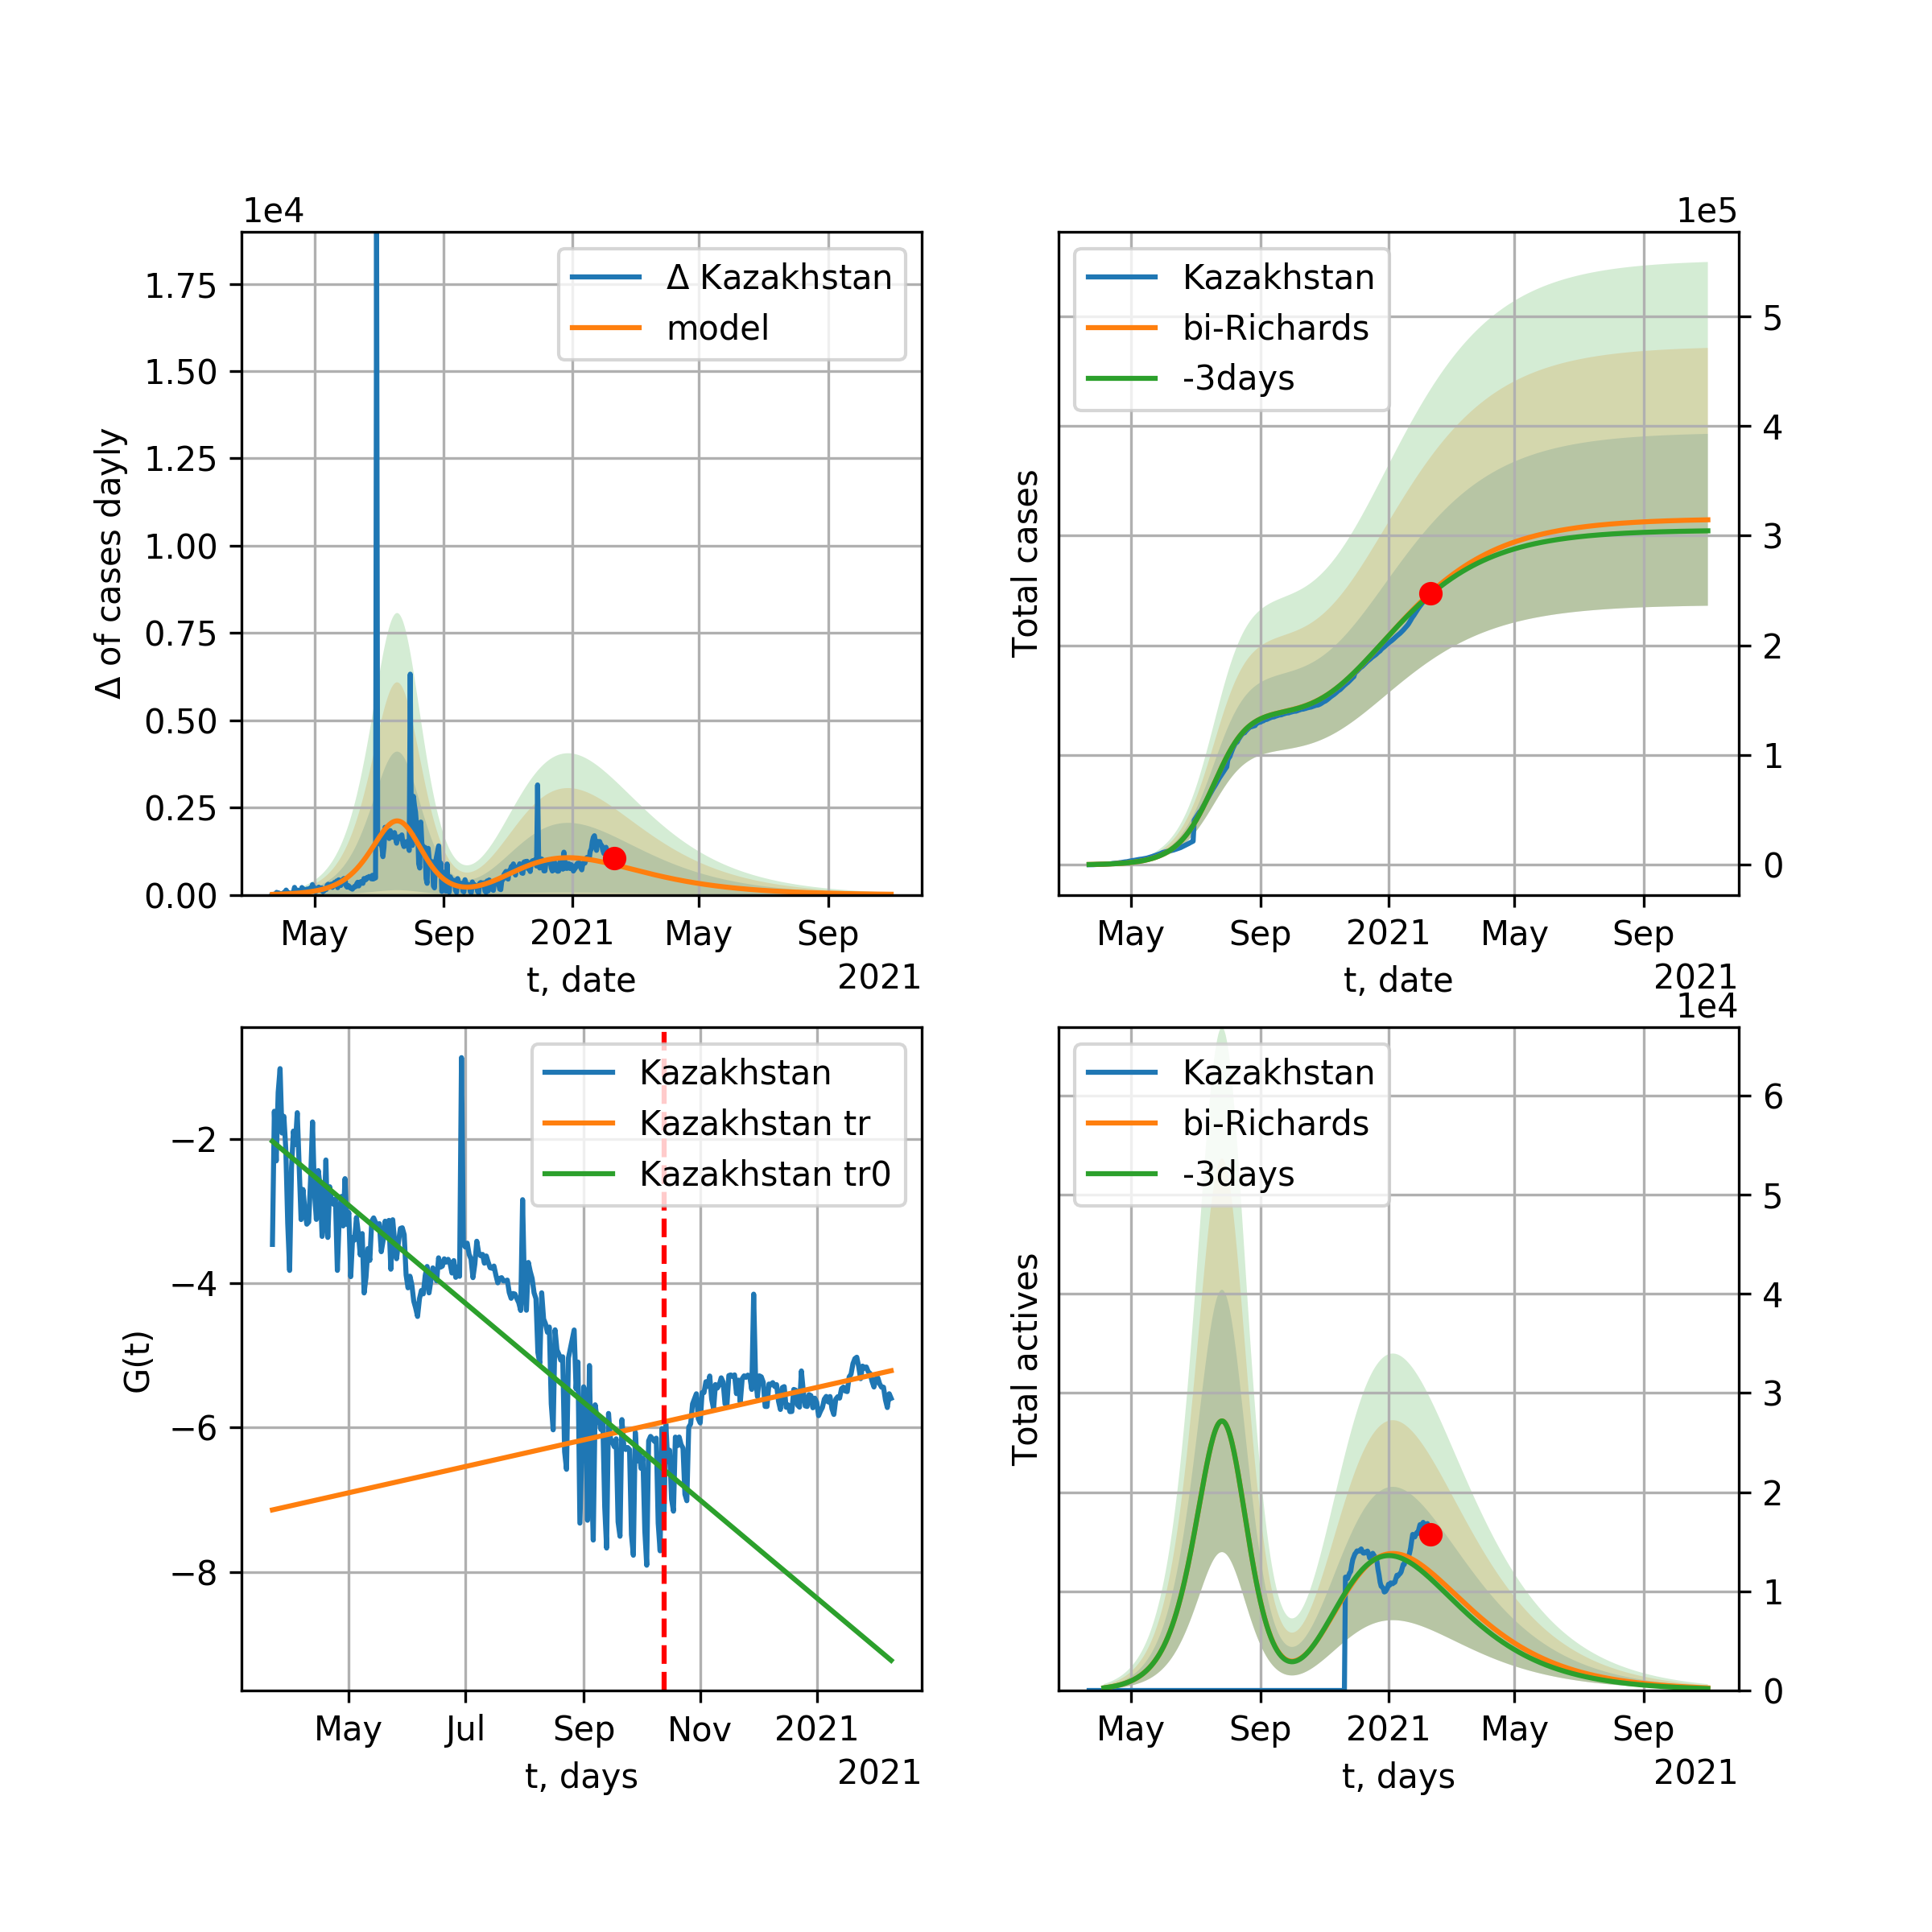 1e4
Δ of cases dayly
1.75
1.50
1.25
1.00
0.75
0.50
0.25
0.00
Δ Kazakhstan
model
May Sep 2021 May Sep
t, date
2021
1e5
Total cases
Kazakhstan
bi-Richards
-3days
5
4
3
2
1
0
May Sep 2021 May Sep
t, date
2021
G(t)
−2
−4
−6
−8
Kazakhstan
Kazakhstan tr
Kazakhstan tr0
May Jul Sep Nov 2021
t, days
2021
1e4
Total actives
Kazakhstan
bi-Richards
-3days
6
5
4
3
2
1
0
May Sep 2021 May Sep
t, days
2021